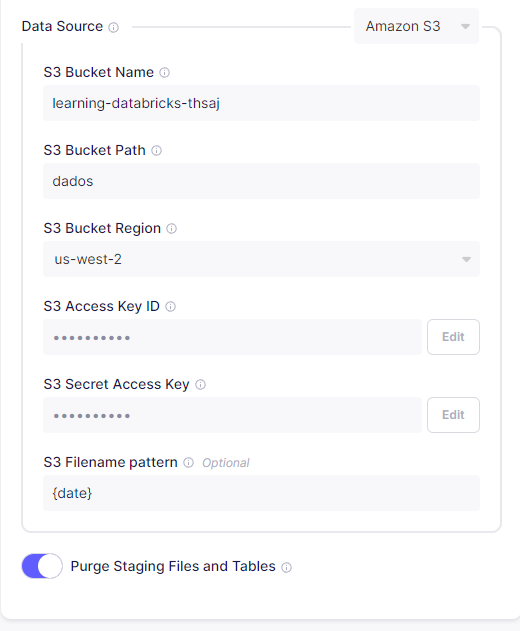 Data Source
Amazon S3
S3 Bucket Name
learning-databricks-thsaj
S3 Bucket Path
dados
S3 Bucket Region
us-west-2
S3 Access Key ID
•••••••••• Edit
S3 Secret Access Key
•••••••••• Edit
S3 Filename pattern Optional
{date}
Purge Staging Files and Tables